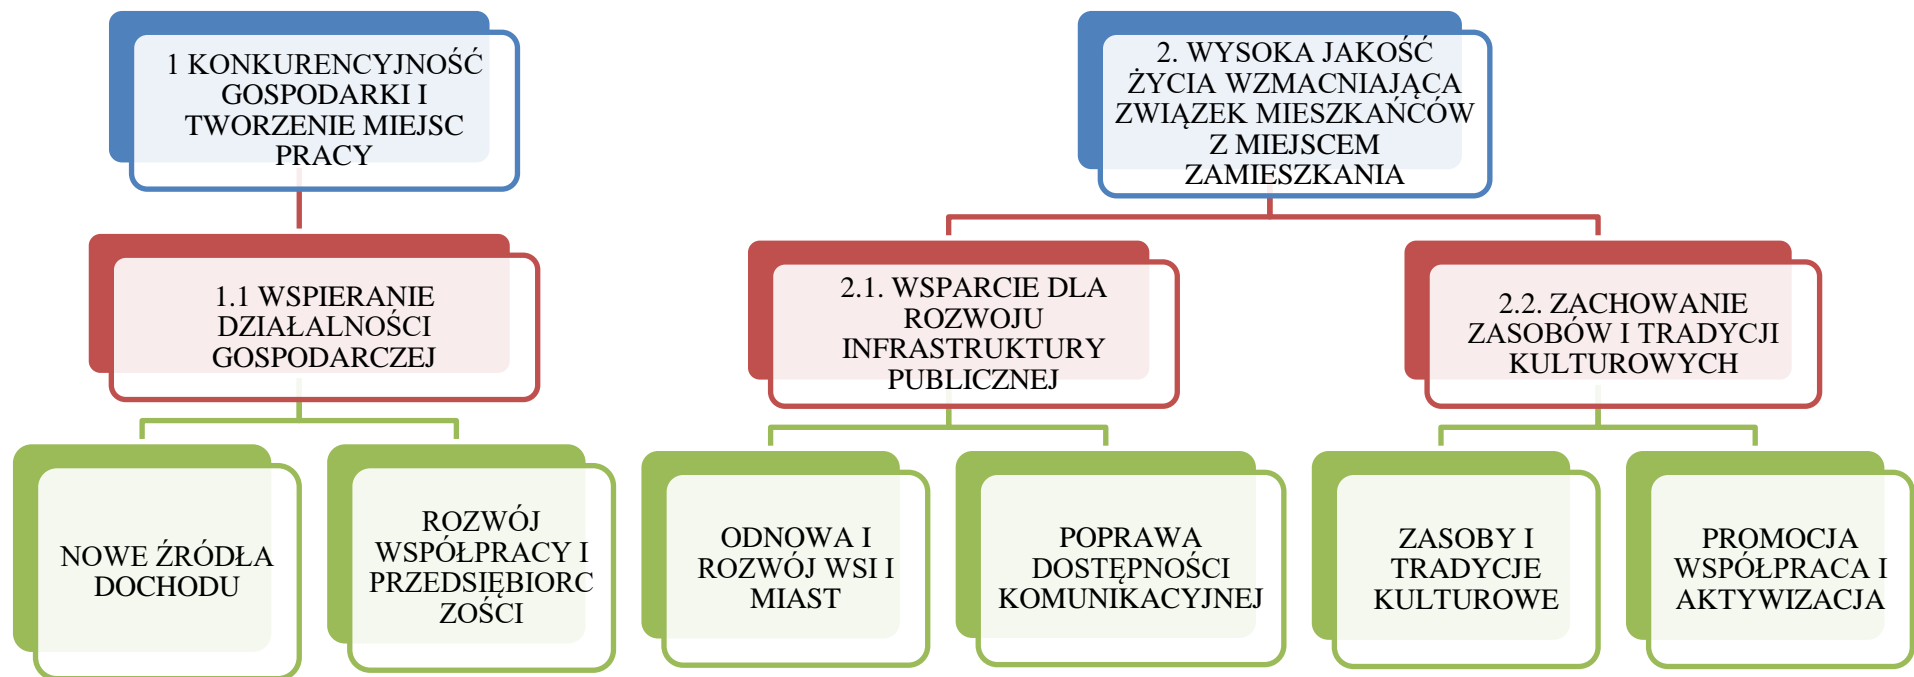 1 KONKURENCYJNOŚĆ
GOSPODARKI I
TWORZENIE MIEJSC
PRACY
2. WYSOKA JAKOŚĆ
ŻYCIA WZMACNIAJĄCA
ZWIĄZEK MIESZKAŃCÓW
Z MIEJSCEM
ZAMIESZKANIA
1.1 WSPIERANIE
DZIAŁALNOŚCI
GOSPODARCZEJ
2.1. WSPARCIE DLA
ROZWOJU
INFRASTRUKTURY
PUBLICZNEJ
2.2. ZACHOWANIE
ZASOBÓW I TRADYCJI
KULTUROWYCH
NOWE ŹRÓDŁA
DOCHODU
ROZWÓJ
WSPÓŁPRACY I
PRZEDSIĘBIORC
ZOŚCI
ODNOWA I
ROZWÓJ WSI I
MIAST
POPRAWA
DOSTĘPNOŚCI
KOMUNIKACYJNEJ
ZASOBY I
TRADYCJE
KULTUROWE
PROMOCJA
WSPÓŁPRACA I
AKTYWIZACJA